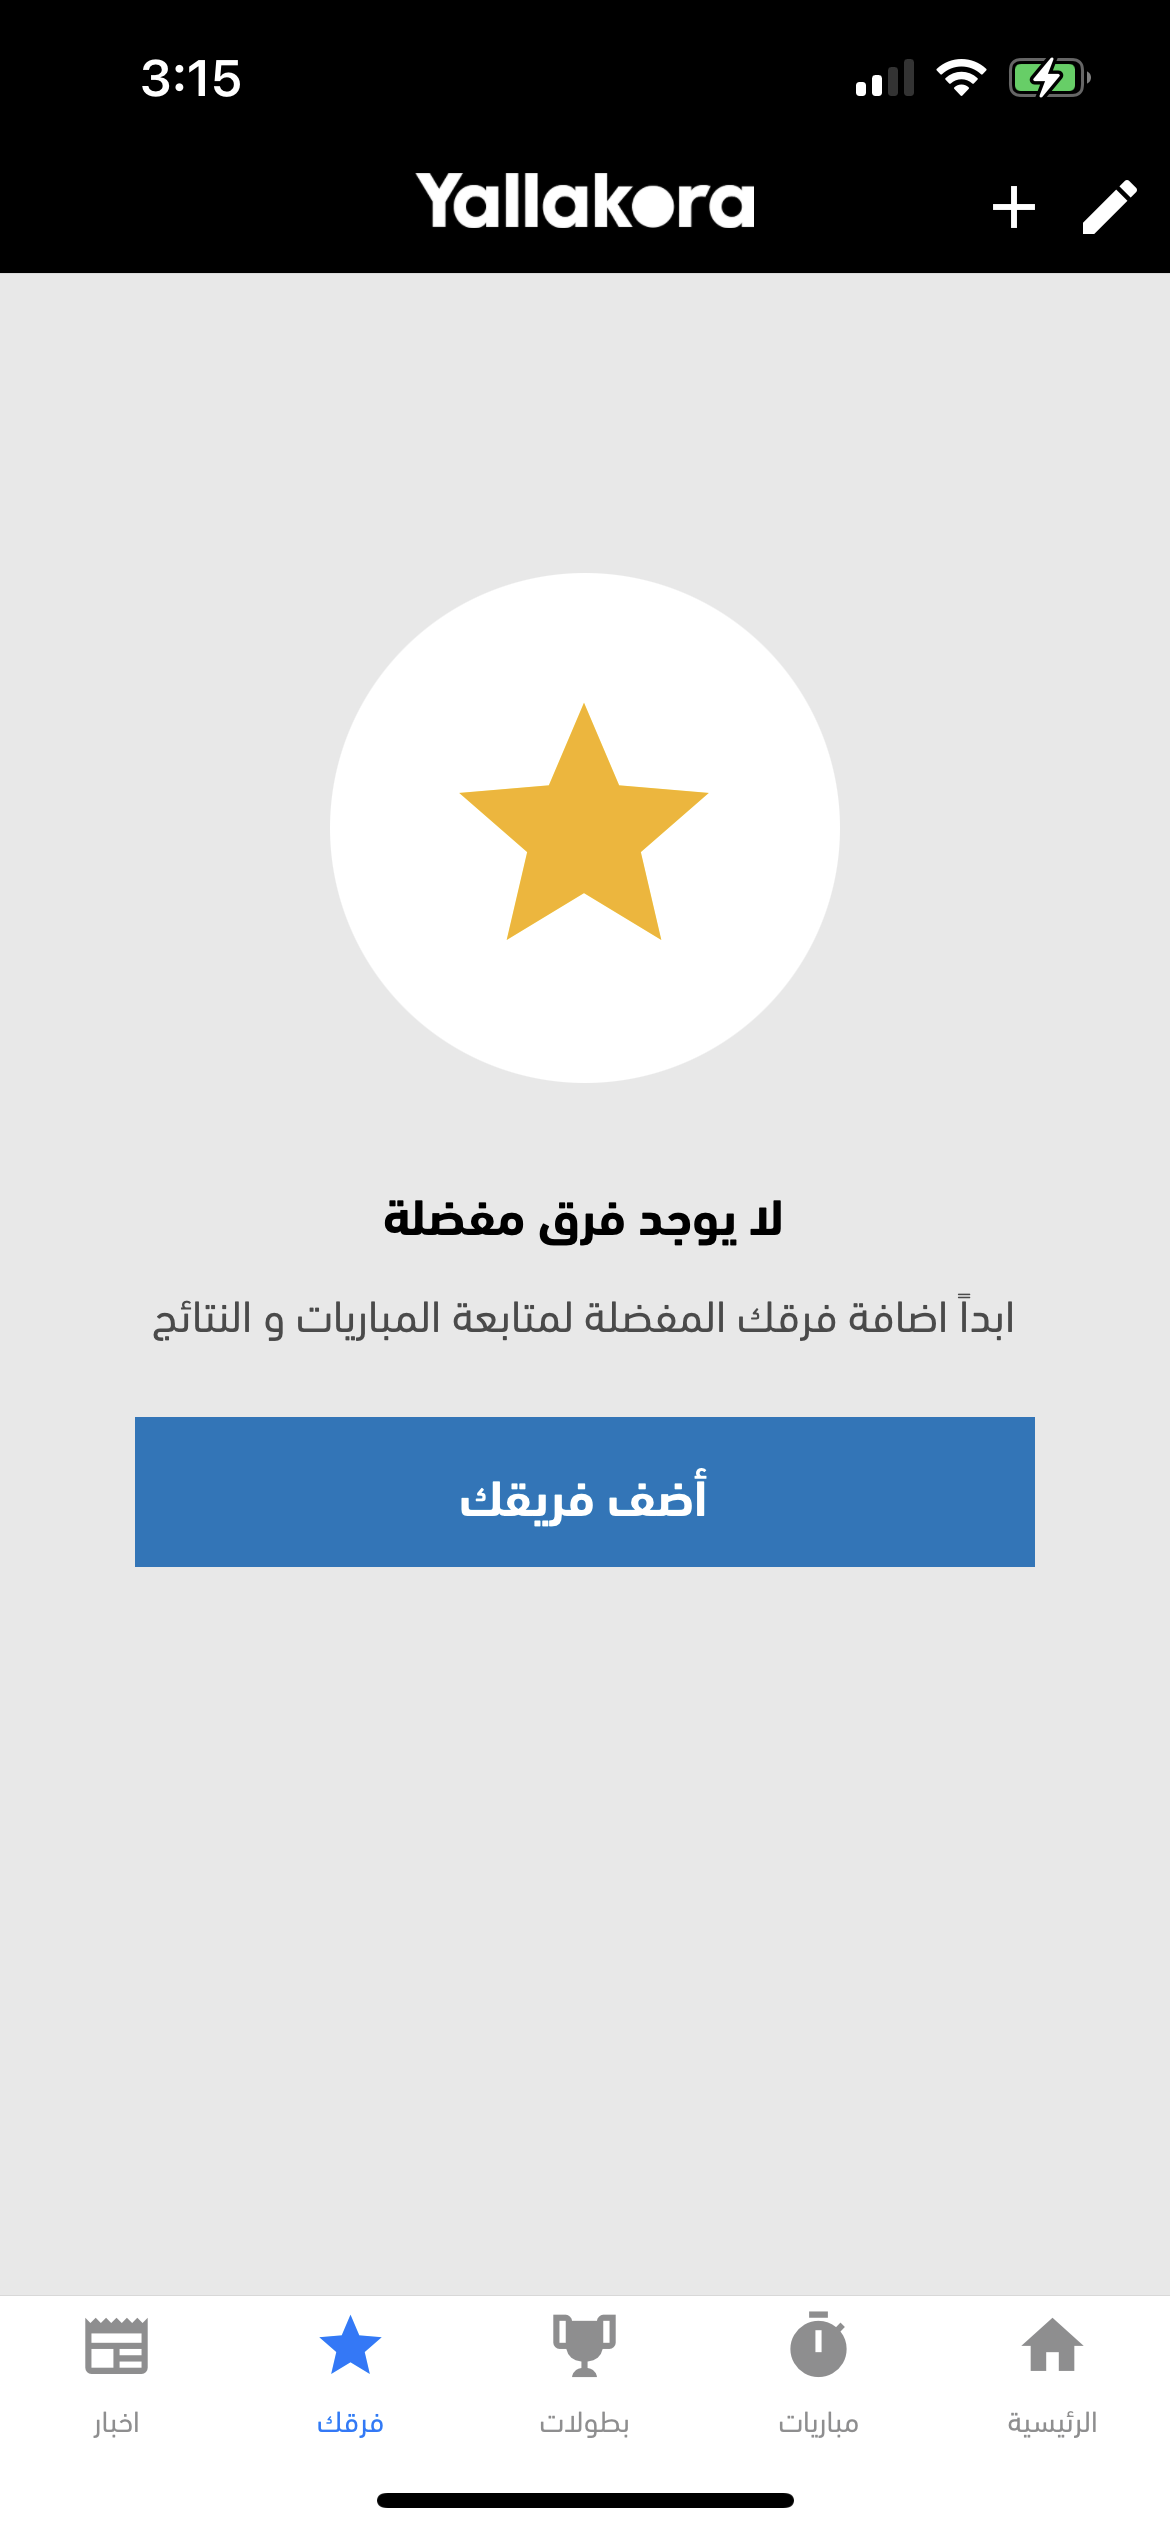 3:15
Yallakora
لا يوجد فرق مفضلة
ابدأً اضافة فرقك المفضلة لمتابعة المباريات و النتائج
أضف فريقك
الرئيسية
مباريات
بطولات
فرقك
اخبار